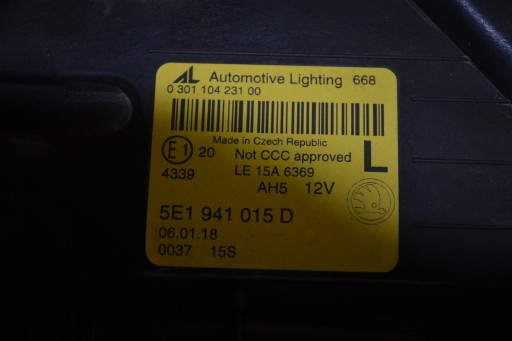 AL Automotive Lighting 668
0 301 104 231 00
Made in Czech Republic
E1 20 Not CCC approved L
4339 LE 15A 6369
AH5 12V
5E1 941 015 D
06.01.18
0037 15S